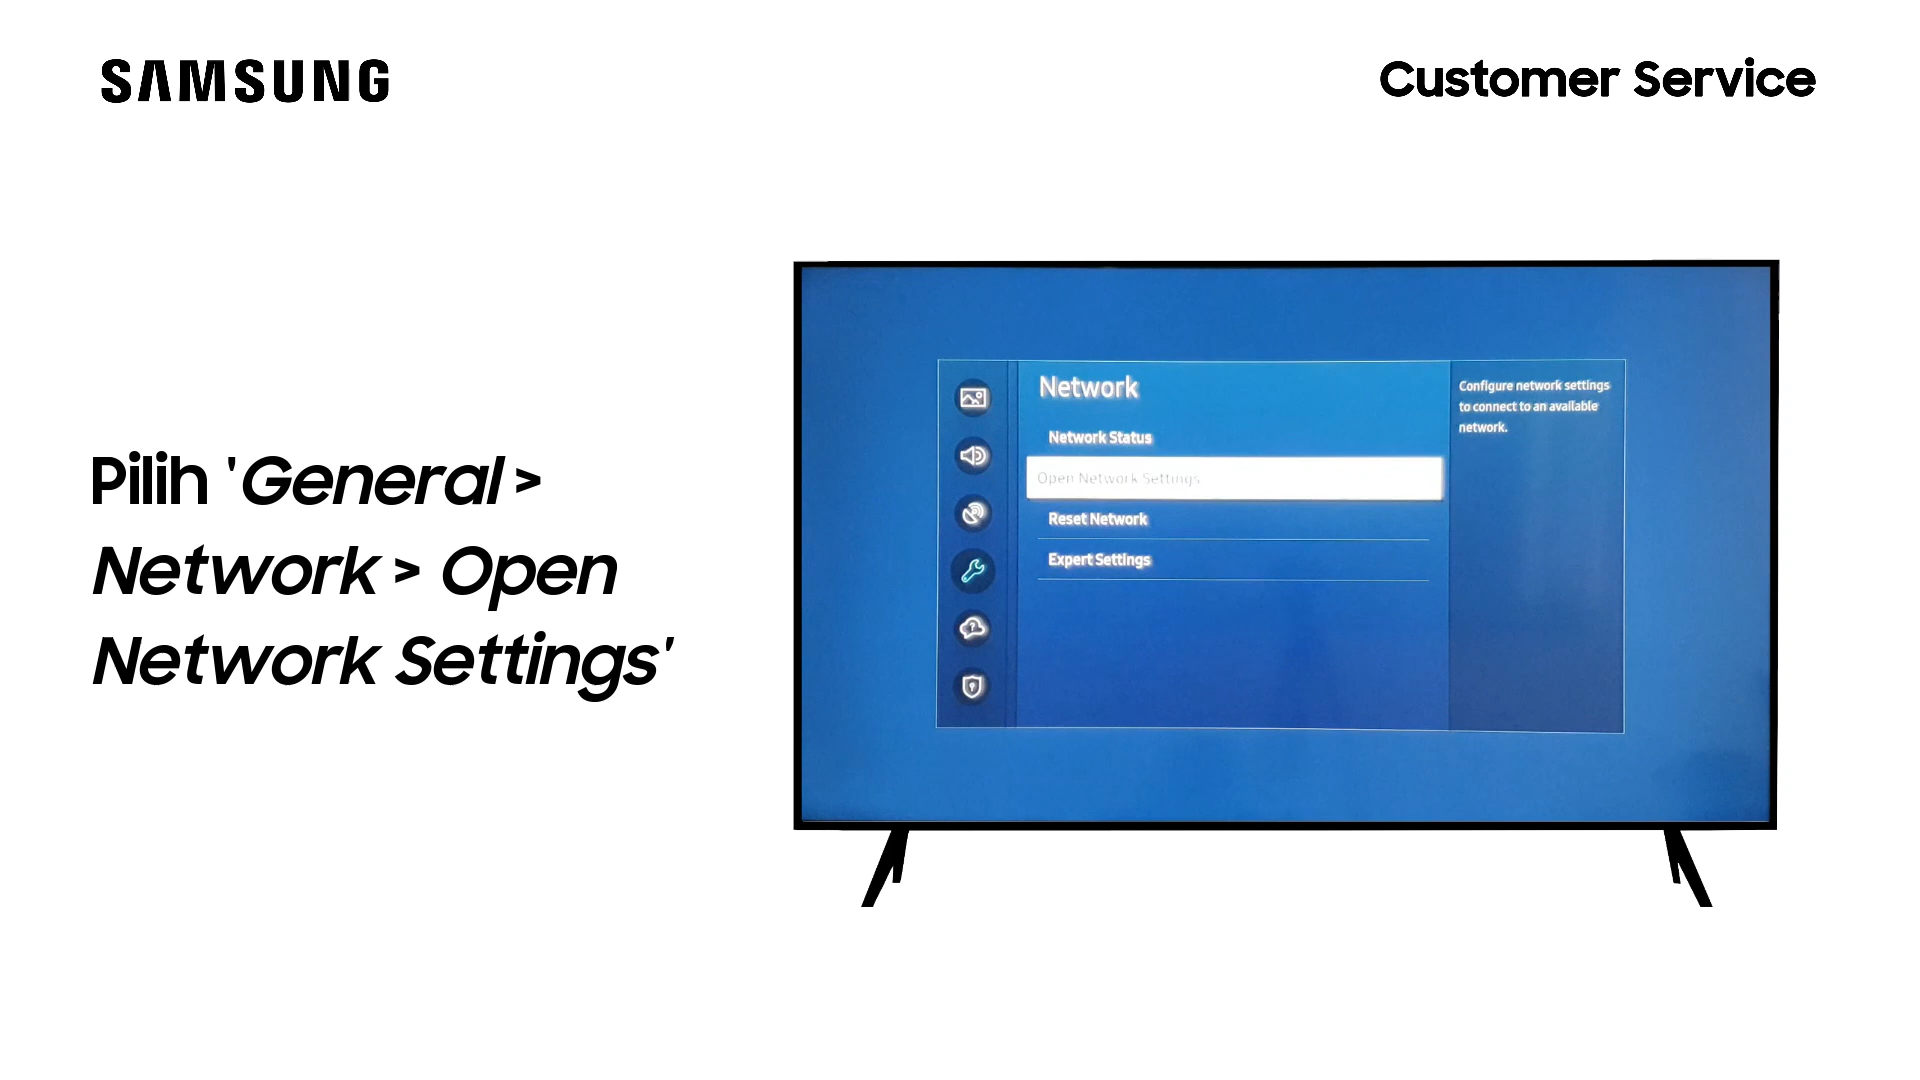 SAMSUNG
Customer Service
Pilih 'General >
Network > Open
Network Settings'
Network
Network Status
Open Network Settings
Reset Network
Expert Settings
Configure network settings
to connect to an available
network.